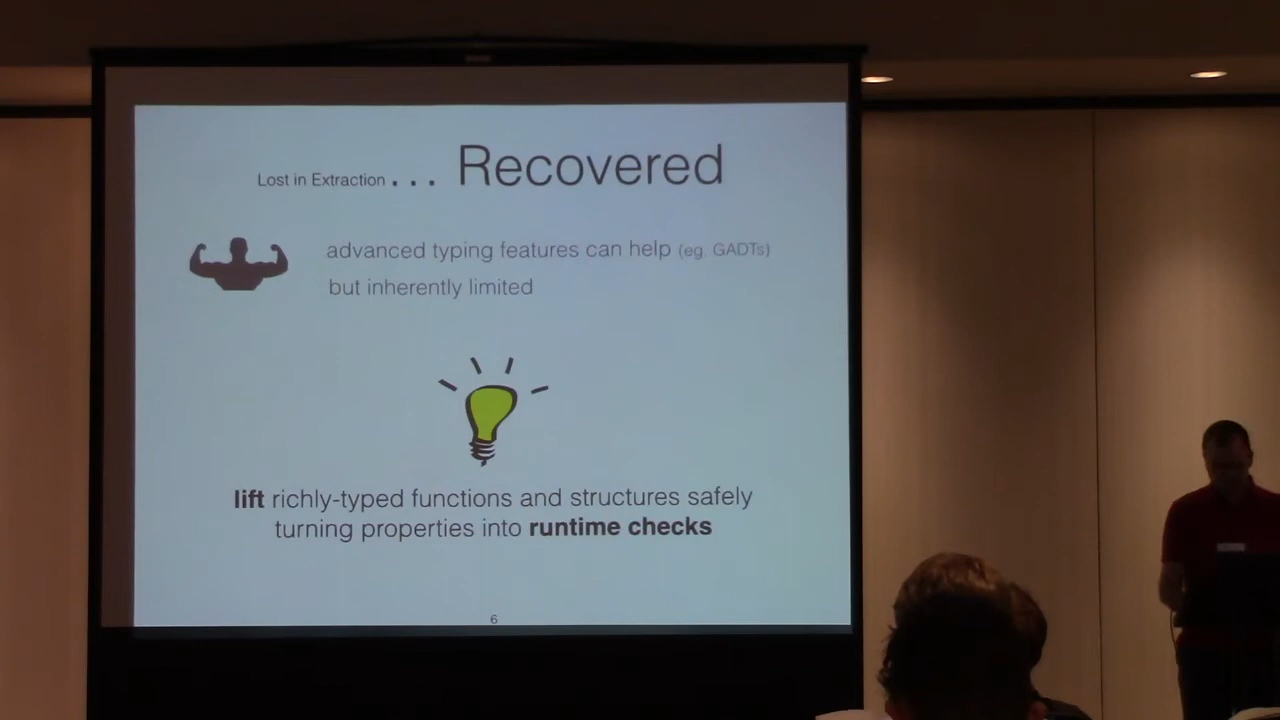 Lost in Extraction . . . Recovered
advanced typing features can help (eg. GADTs)
but inherently limited
lift richly-typed functions and structures safely
turning properties into runtime checks
6